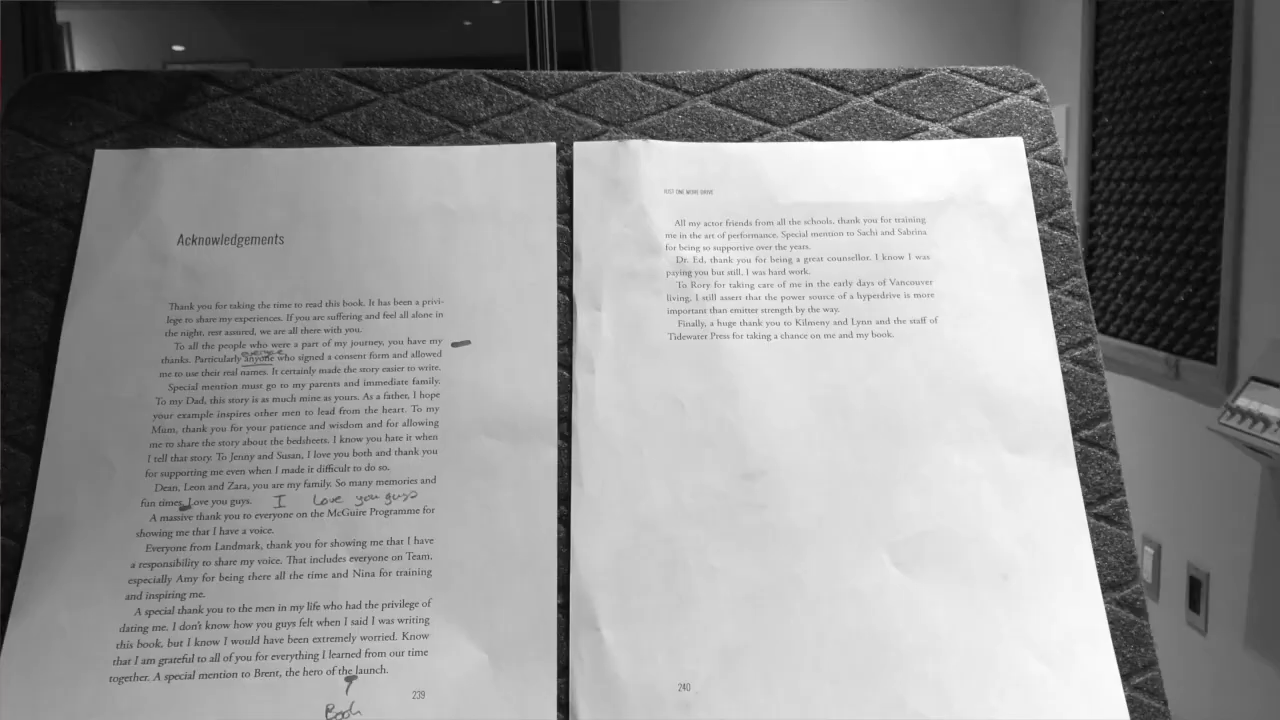 Acknowledgements
Thank you for taking the time to read this book. It has been a privi-
lege to share my experiences. If you are suffering and feel all alone in
the night, rest assured, we are all there with you.
To all the people who were a part of my journey, you have my
everyone
thanks. Particularly anyone who signed a consent form and allowed
me to use their real names. It certainly made the story easier to write.
Special mention must go to my parents and immediate family.
To my Dad, this story is as much mine as yours. As a father, I hope
your example inspires other men to lead from the heart. To my
Mum, thank you for your patience and wisdom and for allowing
me to share the story about the bedsheets. I know you hate it when
I tell that story. To Jenny and Susan, I love you both and thank you
for supporting me even when I made it difficult to do so.
Dean, Leon and Zara, you are my family. So many memories and
fun times. Love you guys. I love you guys
A massive thank you to everyone on the McGuire Programme for
showing me that I have a voice.
Everyone from Landmark, thank you for showing me that I have
a responsibility to share my voice. That includes everyone on Team,
especially Amy for being there all the time and Nina for training
and inspiring me.
A special thank you to the men in my life who had the privilege of
dating me. I don't know how you guys felt when I said I was writing
this book, but I know I would have been extremely worried. Know
that I am grateful to all of you for everything I learned from our time
together. A special mention to Brent, the hero of the launch.
Book
239
JUST ONE MORE DRIVE
All my actor friends from all the schools, thank you for training
me in the art of performance. Special mention to Sachi and Sabrina
for being so supportive over the years.
Dr. Ed, thank you for being a great counsellor. I know I was
paying you but still, I was hard work.
To Rory for taking care of me in the early days of Vancouver
living. I still assert that the power source of a hyperdrive is more
important than emitter strength by the way.
Finally, a huge thank you to Kilmeny and Lynn and the staff of
Tidewater Press for taking a chance on me and my book.
240